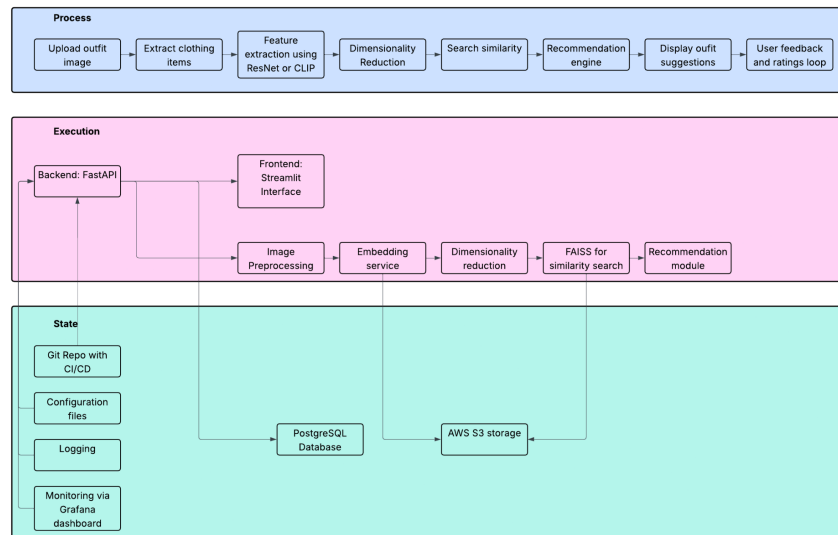 Process
Upload outfit
image
Extract clothing
items
Feature
extraction using
ResNet or CLIP
Dimensionality
Reduction
Search similarity
Recommendation
engine
Display oufit
suggestions
User feedback
and ratings loop
Execution
Backend: FastAPI
Frontend:
Streamlit
Interface
Image
Preprocessing
Embedding
service
Dimensionality
reduction
FAISS for
similarity search
Recommendation
module
State
Git Repo with
CI/CD
Configuration
files
Logging
Monitoring via
Grafana
dashboard
PostgreSQL
Database
AWS S3 storage